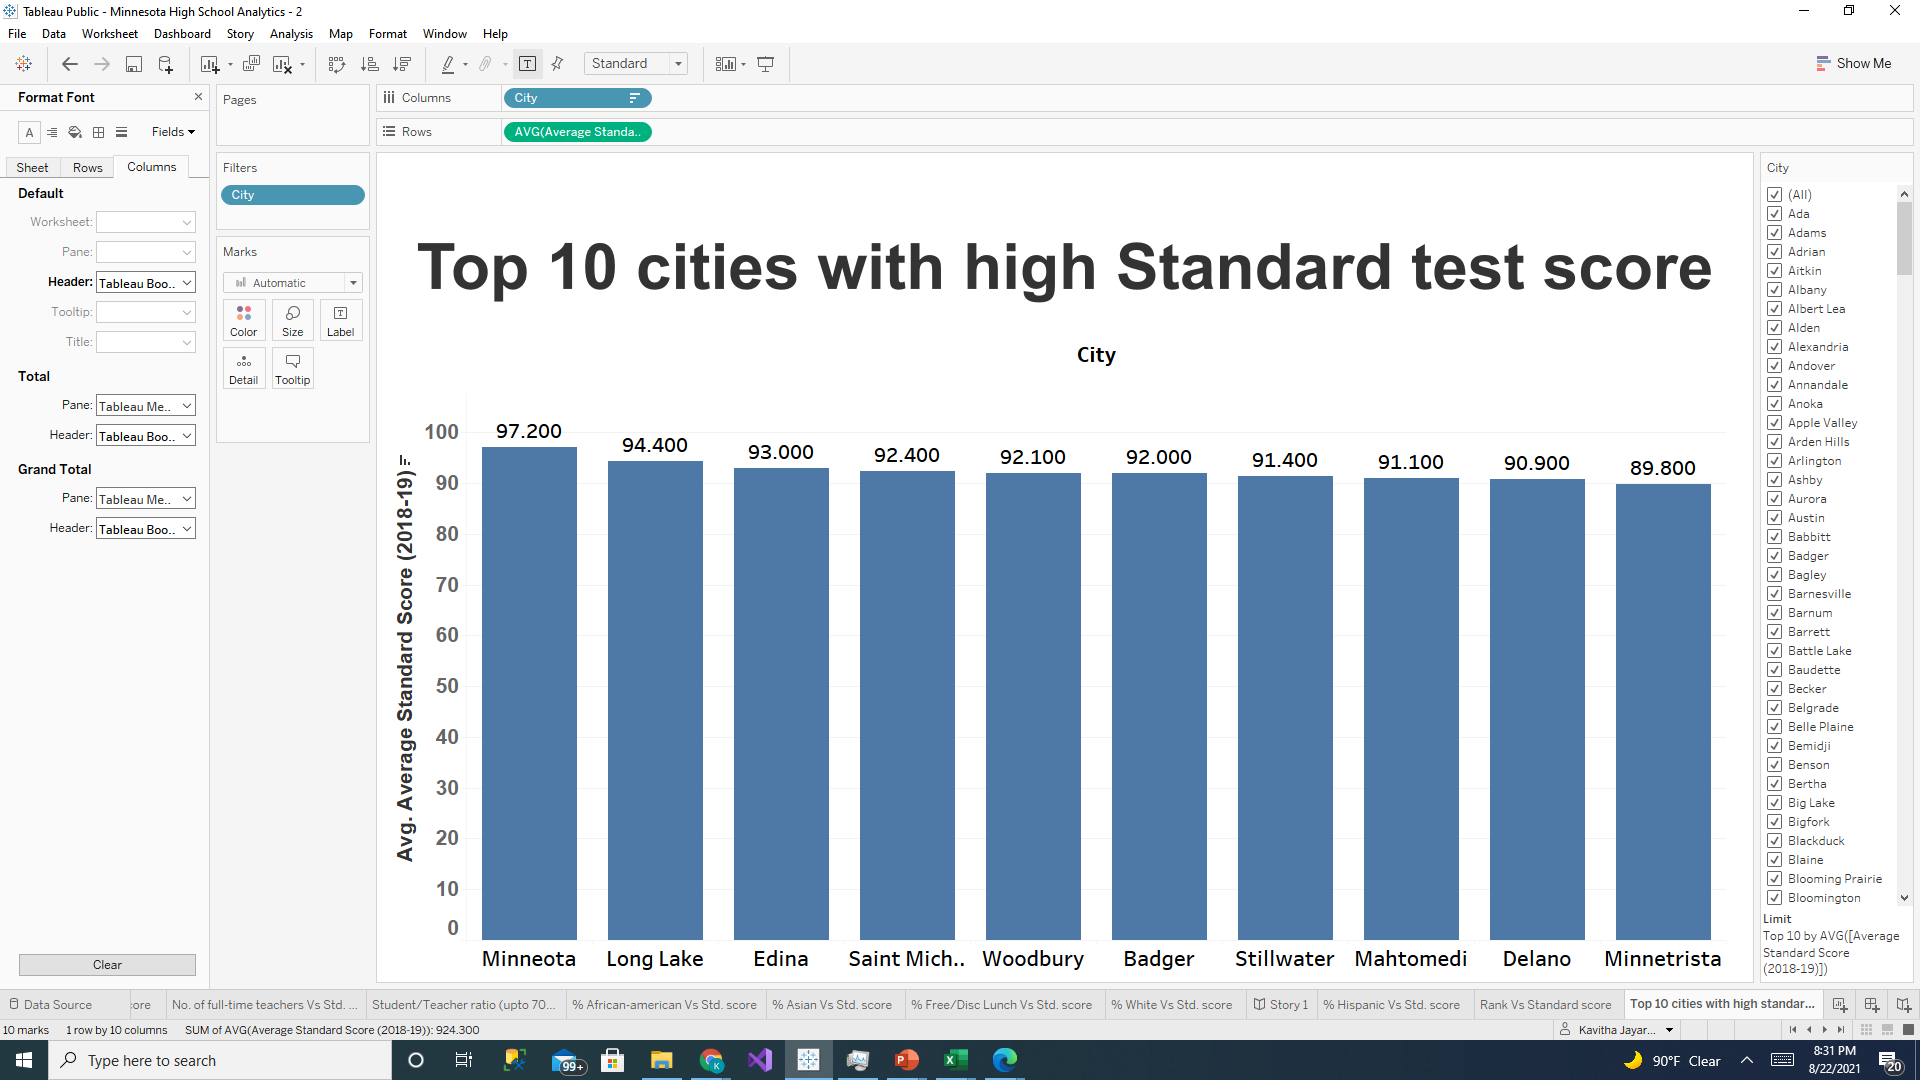 Tableau Public - Minnesota High School Analytics - 2
File Data Worksheet Dashboard Story Analysis Map Format Window Help
Standard
Show Me
Format Font
A
Fields
Sheet Rows Columns
Default
Worksheet:
Pane:
Header: Tableau Boo..
Tooltip:
Title:
Total
Pane: Tableau Me..
Header: Tableau Boo..
Grand Total
Pane: Tableau Me..
Header: Tableau Boo..
Clear
Pages
Filters
City
Marks
Automatic
Color Size Label
Detail Tooltip
Columns City
Rows AVG(Average Standa..
Top 10 cities with high Standard test score
City
Avg. Average Standard Score (2018-19)
100
90
80
70
60
50
40
30
20
10
0
97.200 94.400 93.000 92.400 92.100 92.000 91.400 91.100 90.900 89.800
Minneota Long Lake Edina Saint Mich.. Woodbury Badger Stillwater Mahtomedi Delano Minnetrista
City
(All)
Ada
Adams
Adrian
Aitkin
Albany
Albert Lea
Alden
Alexandria
Andover
Annandale
Anoka
Apple Valley
Arden Hills
Arlington
Ashby
Aurora
Austin
Babbitt
Badger
Bagley
Barnesville
Barnum
Barrett
Battle Lake
Baudette
Becker
Belgrade
Belle Plaine
Bemidji
Benson
Bertha
Big Lake
Bigfork
Blackduck
Blaine
Blooming Prairie
Bloomington
Limit
Top 10 by AVG([Average
Standard Score
(2018-19)])
Data Source :ore No. of full-time teachers Vs Std. ... Student/Teacher ratio (upto 70... % African-american Vs Std. score % Asian Vs Std. score % Free/Disc Lunch Vs Std. score % White Vs Std. score Story 1 % Hispanic Vs Std. score Rank Vs Standard score Top 10 cities with high standar...
10 marks 1 row by 10 columns SUM of AVG(Average Standard Score (2018-19)): 924.300
Kavitha Jayar...
Type here to search
99+
K
90°F Clear
8:31 PM
8/22/2021
20